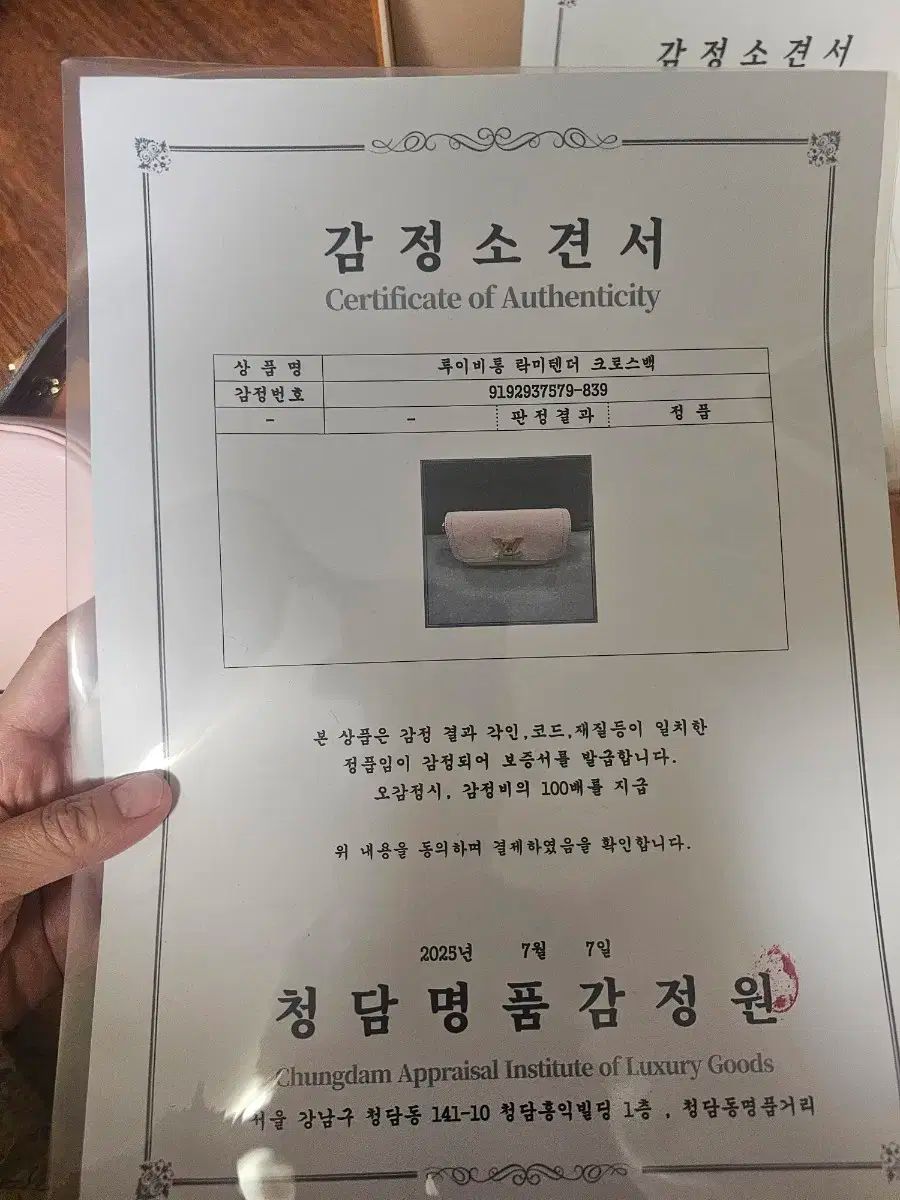 감정소견서
감정소견서
Certificate of Authenticity
상품명 루이비통 락미텐더 크로스백
감정번호 9192937579-839
- - 판정결과 정품
본 상품은 감정 결과 각인,코드,재질등이 일치한
정품임이 감정되어 보증서를 발급합니다.
오감정시, 감정비의 100배를 지급
위 내용을 동의하며 결제하였음을 확인합니다.
2025년 7월 7일
청담명품감정원
Chungdam Appraisal Institute of Luxury Goods
서울 강남구 청담동 141-10 청담홍익빌딩 1층 , 청담동명품거리